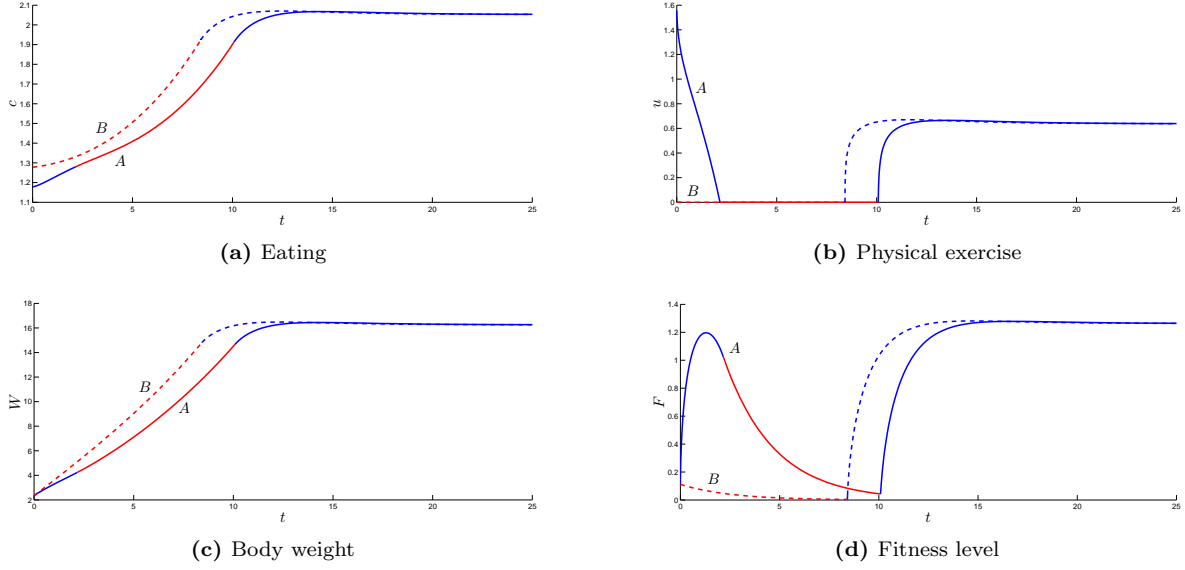 2.1
2
1.9
1.8
1.7
1.6
1.5
1.4
1.3
1.2
1.1
c
B
A
0 5 10 15 20 25
t
(a) Eating
1.6
1.4
1.2
1
0.8
0.6
0.4
0.2
0
u
A
B
0 5 10 15 20 25
t
(b) Physical exercise
18
16
14
12
10
8
6
4
2
W
B
A
0 5 10 15 20 25
t
(c) Body weight
1.4
1.2
1
0.8
0.6
0.4
0.2
0
F
A
B
0 5 10 15 20 25
t
(d) Fitness level